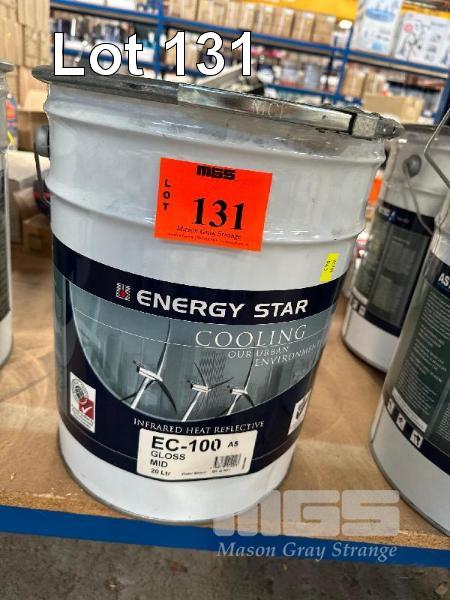 Lot 131
MGS
LOT
131
Mason Gray Strange
ENERGY STAR
COOLING
OUR URBAN
ENVIRONMENT
INFRARED HEAT REFLECTIVE
EC-100 A5
GLOSS
MID
20 Ltr
MGS
Mason Gray Strange